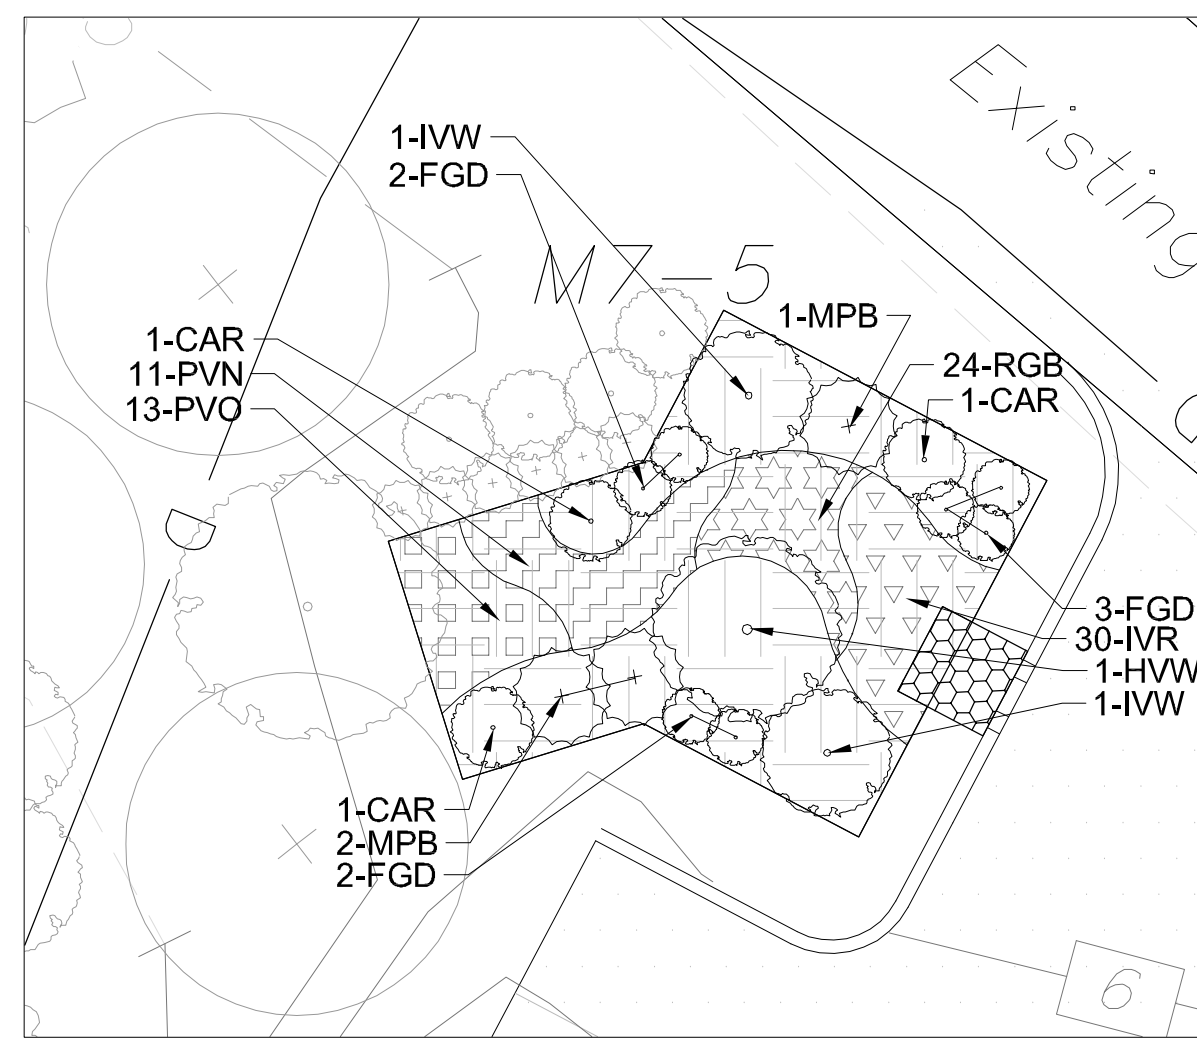 Existing
1-IVW
2-FGD
M7-5
1-MPB
1-CAR
11-PVN
13-PVO
24-RGB
1-CAR
3-FGD
30-IVR
1-HVW
1-IVW
1-CAR
2-MPB
2-FGD
6